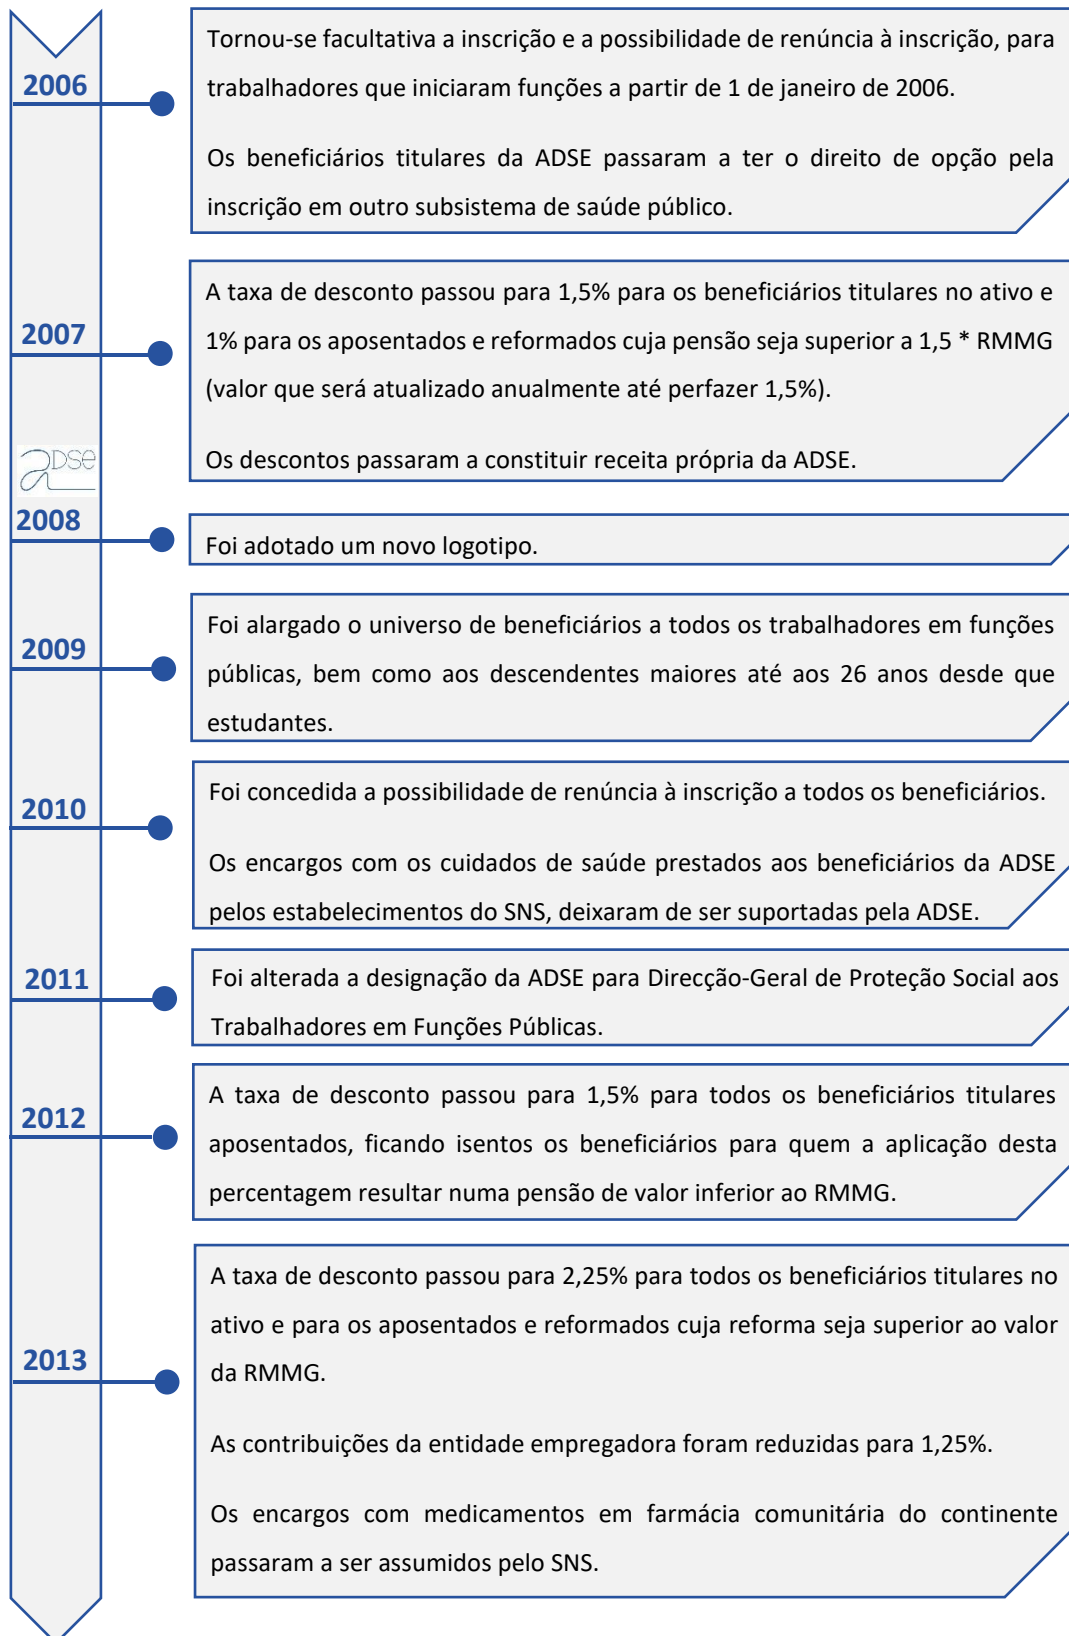 2006
Tornou-se facultativa a inscrição e a possibilidade de renúncia à inscrição, para
trabalhadores que iniciaram funções a partir de 1 de janeiro de 2006.
Os beneficiários titulares da ADSE passaram a ter o direito de opção pela
inscrição em outro subsistema de saúde público.
2007
A taxa de desconto passou para 1,5% para os beneficiários titulares no ativo e
1% para os aposentados e reformados cuja pensão seja superior a 1,5 * RMMG
(valor que será atualizado anualmente até perfazer 1,5%).
Os descontos passaram a constituir receita própria da ADSE.
aDSe
2008
Foi adotado um novo logotipo.
2009
Foi alargado o universo de beneficiários a todos os trabalhadores em funções
públicas, bem como aos descendentes maiores até aos 26 anos desde que
estudantes.
2010
Foi concedida a possibilidade de renúncia à inscrição a todos os beneficiários.
Os encargos com os cuidados de saúde prestados aos beneficiários da ADSE
pelos estabelecimentos do SNS, deixaram de ser suportadas pela ADSE.
2011
Foi alterada a designação da ADSE para Direcção-Geral de Proteção Social aos
Trabalhadores em Funções Públicas.
2012
A taxa de desconto passou para 1,5% para todos os beneficiários titulares
aposentados, ficando isentos os beneficiários para quem a aplicação desta
percentagem resultar numa pensão de valor inferior ao RMMG.
2013
A taxa de desconto passou para 2,25% para todos os beneficiários titulares no
ativo e para os aposentados e reformados cuja reforma seja superior ao valor
da RMMG.
As contribuições da entidade empregadora foram reduzidas para 1,25%.
Os encargos com medicamentos em farmácia comunitária do continente
passaram a ser assumidos pelo SNS.